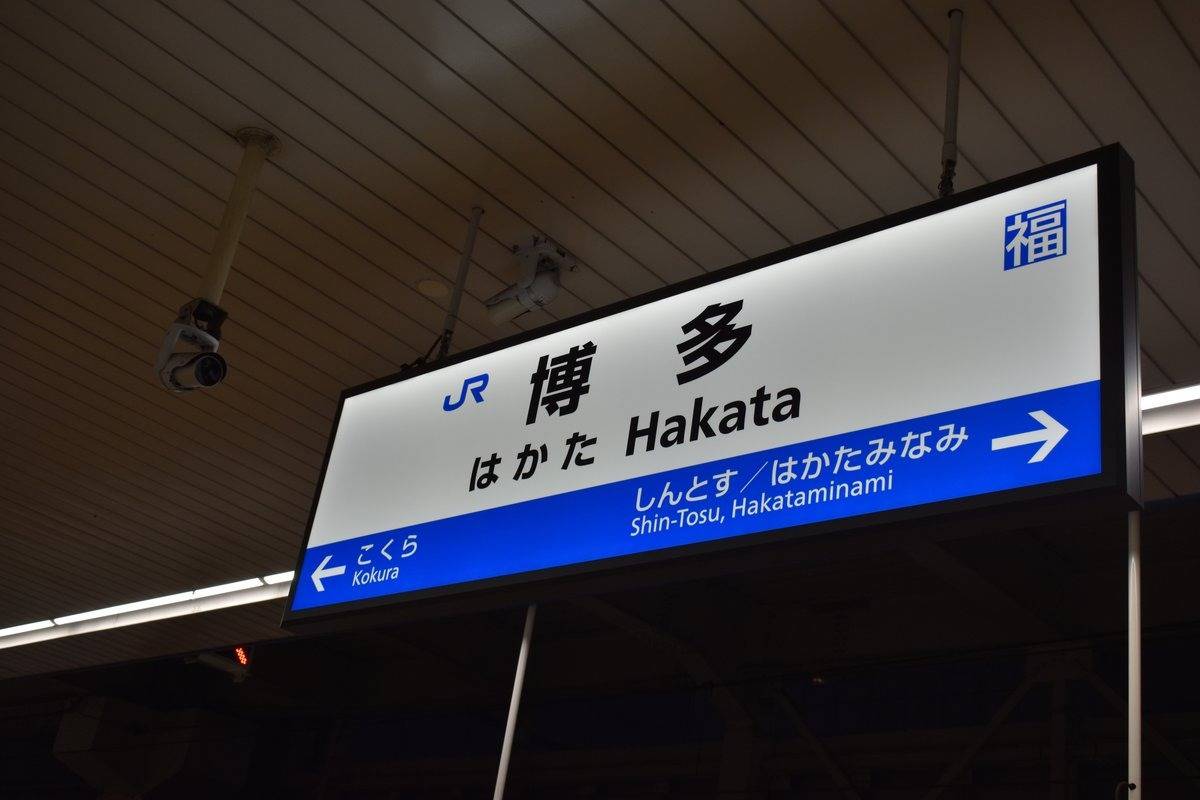 福
JR 博多
はかた Hakata
しんとす／はかたみなみ →
Shin-Tosu, Hakataminami
← こくら
Kokura